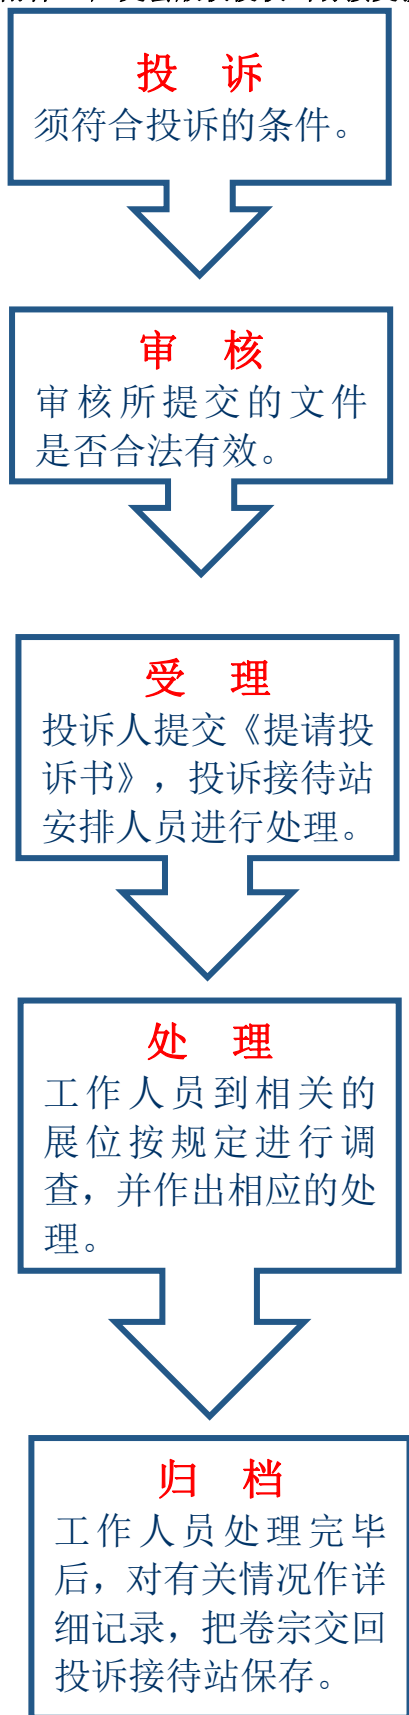 投 诉
须符合投诉的条件。
审 核
审核所提交的文件
是否合法有效。
受 理
投诉人提交《提请投
诉书》，投诉接待站
安排人员进行处理。
处 理
工作人员到相关的
展位按规定进行调
查，并作出相应的处
理。
归 档
工作人员处理完毕
后，对有关情况作详
细记录，把卷宗交回
投诉接待站保存。